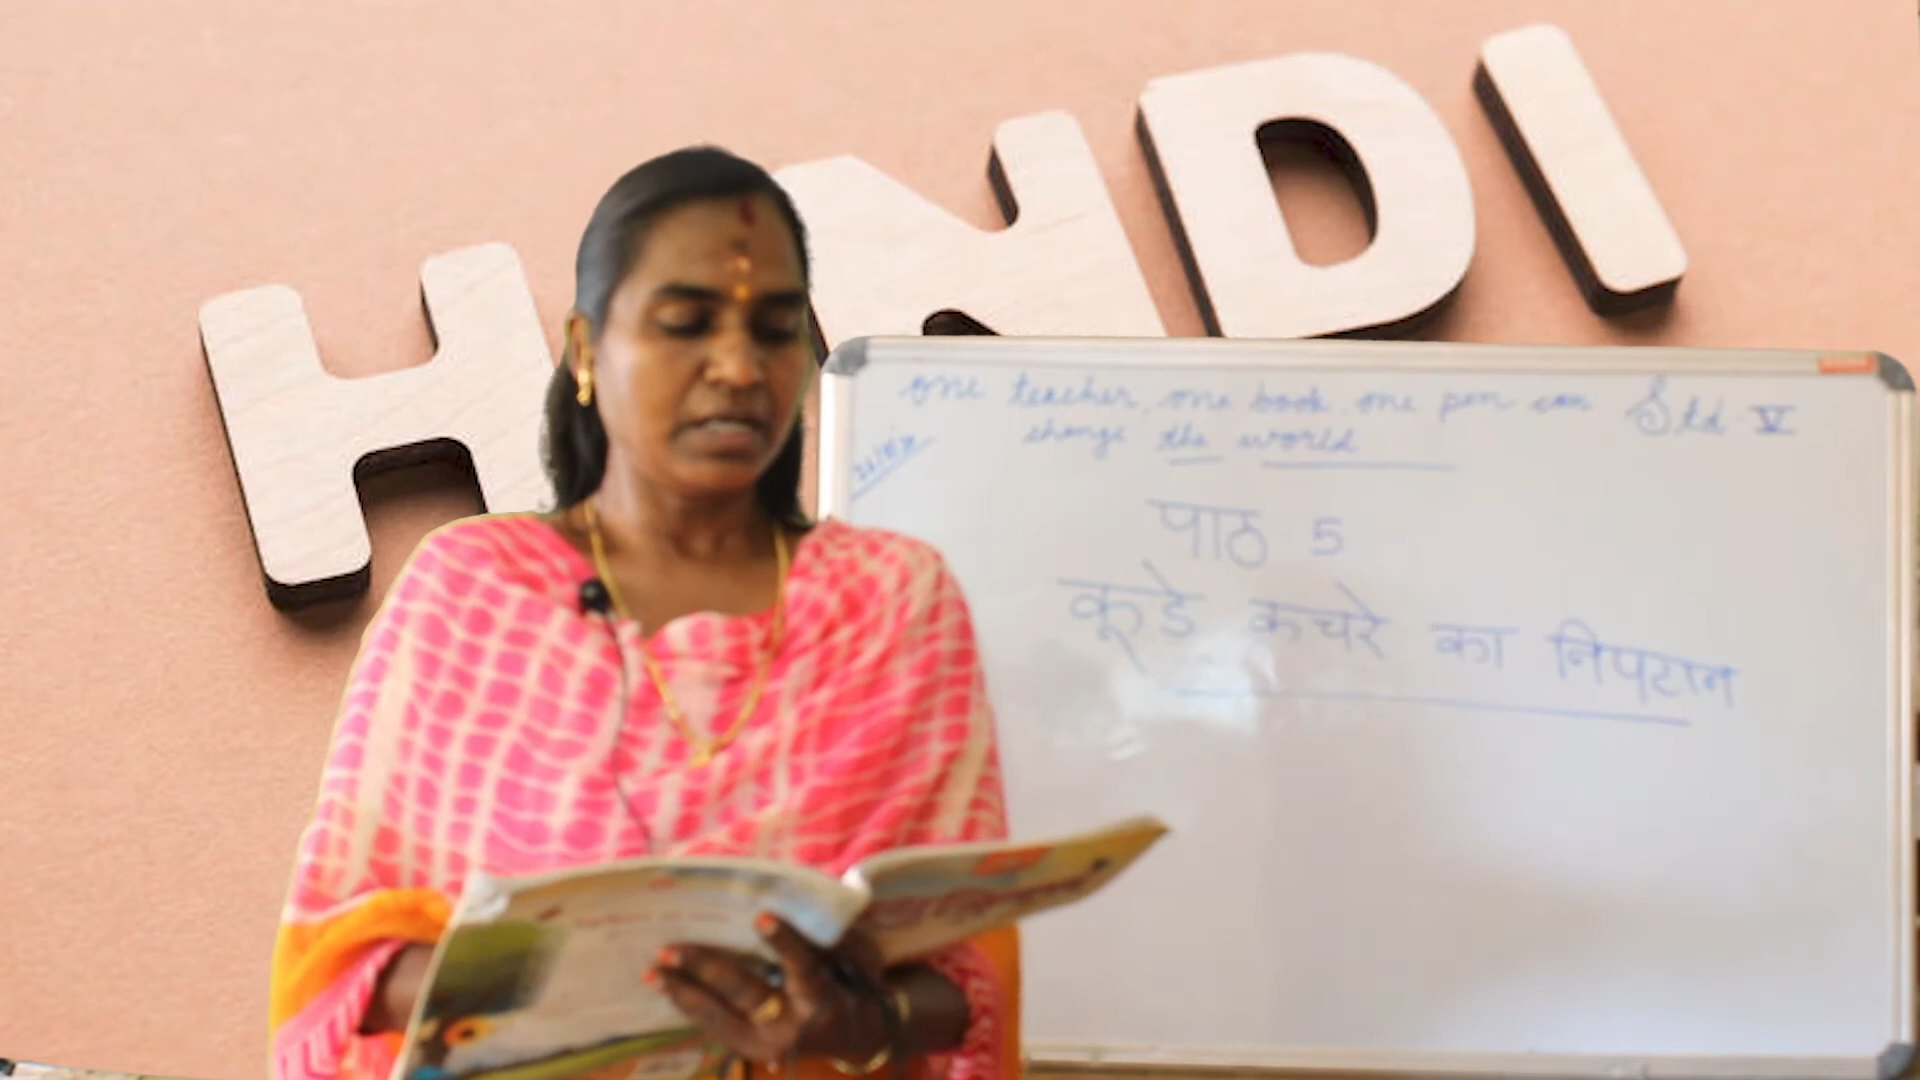 HINDI
one teacher, one book, one pen can
change the world
Std V
पाठ 5
कूडे कचरे का निपटान